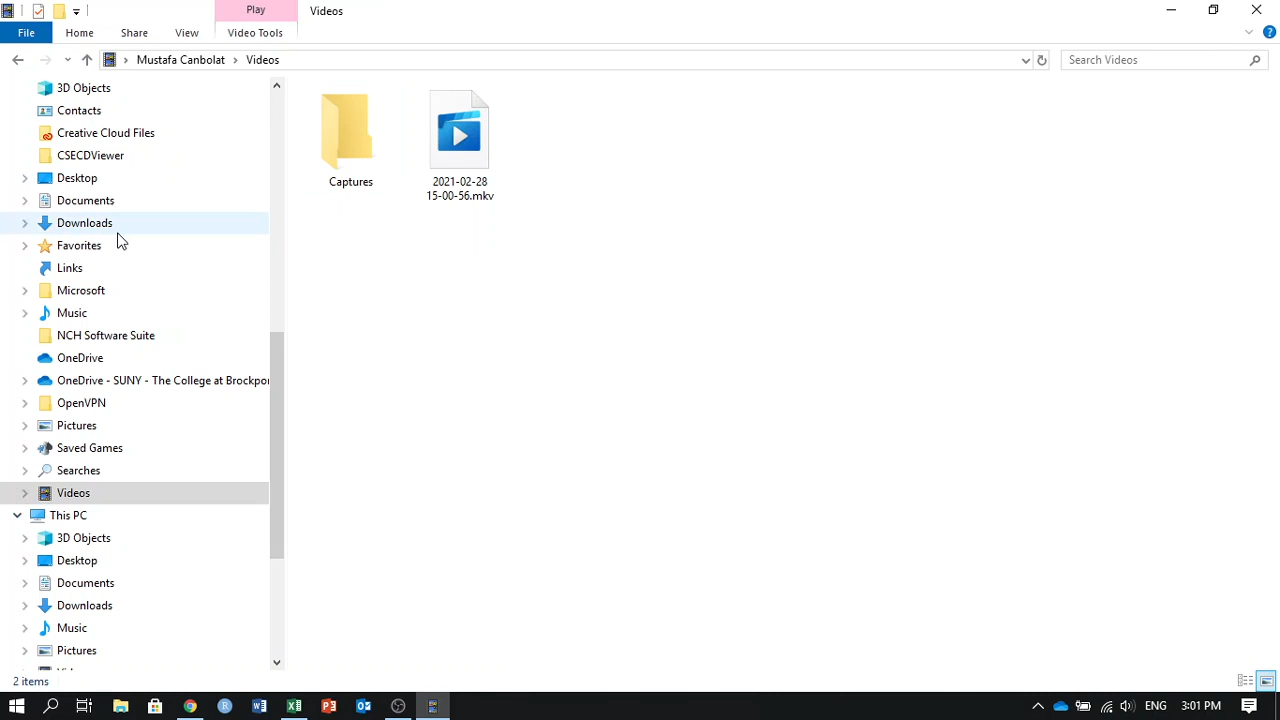 Play
Videos
File
Home
Share
View
Video Tools
Mustafa Canbolat
Videos
Search Videos
3D Objects
Contacts
Creative Cloud Files
CSECDViewer
Desktop
Documents
Downloads
Favorites
Links
Microsoft
Music
NCH Software Suite
OneDrive
OneDrive - SUNY - The College at Brockpor
OpenVPN
Pictures
Saved Games
Searches
Videos
This PC
3D Objects
Desktop
Documents
Downloads
Music
Pictures
Captures
2021-02-28
15-00-56.mkv
2 items
ENG
3:01 PM